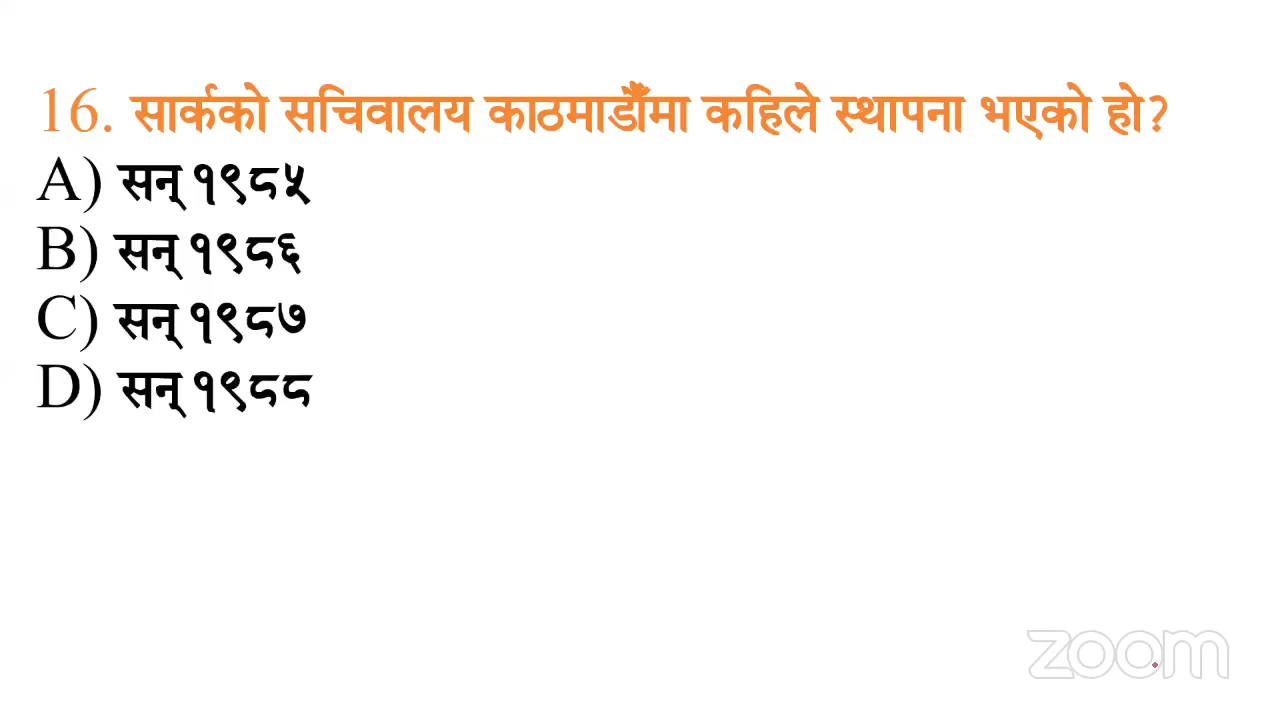 16. सार्कको सचिवालय काठमाडौँमा कहिले स्थापना भएको हो?
A) सन् १९८५
B) सन् १९८६
C) सन् १९८७
D) सन् १९८८
zoom